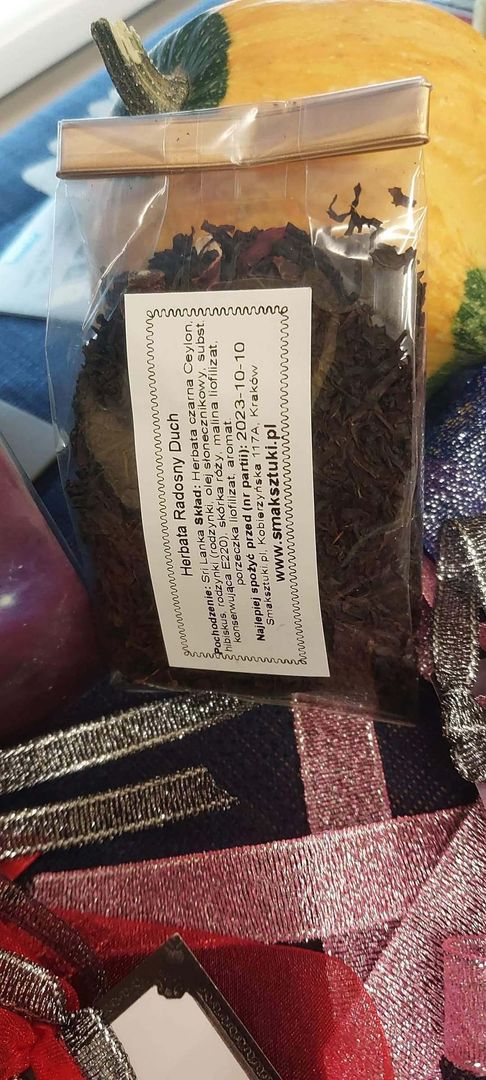 Herbata Radosny Duch
Pochodzenie: Sri Lanka Skład: Herbata czarna Ceylon,
hibiskus, rodzynki (rodzynki, olej słonecznikowy, subst.
konserwująca E220), skórka róży, malina liofilizat,
porzeczka liofilizat, aromat.
Najlepiej spożyć przed (nr partii): 2023-10-10
Smaksztuki.pl, Kobierzyńska 117A, Kraków
www.smaksztuki.pl